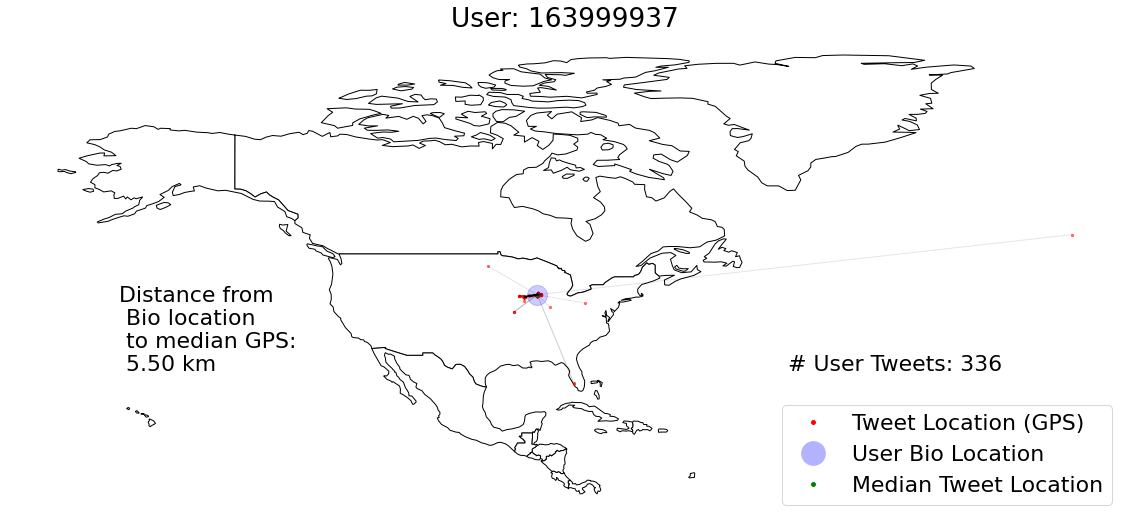 User: 163999937
Distance from
Bio location
to median GPS:
5.50 km
# User Tweets: 336
Tweet Location (GPS)
User Bio Location
Median Tweet Location